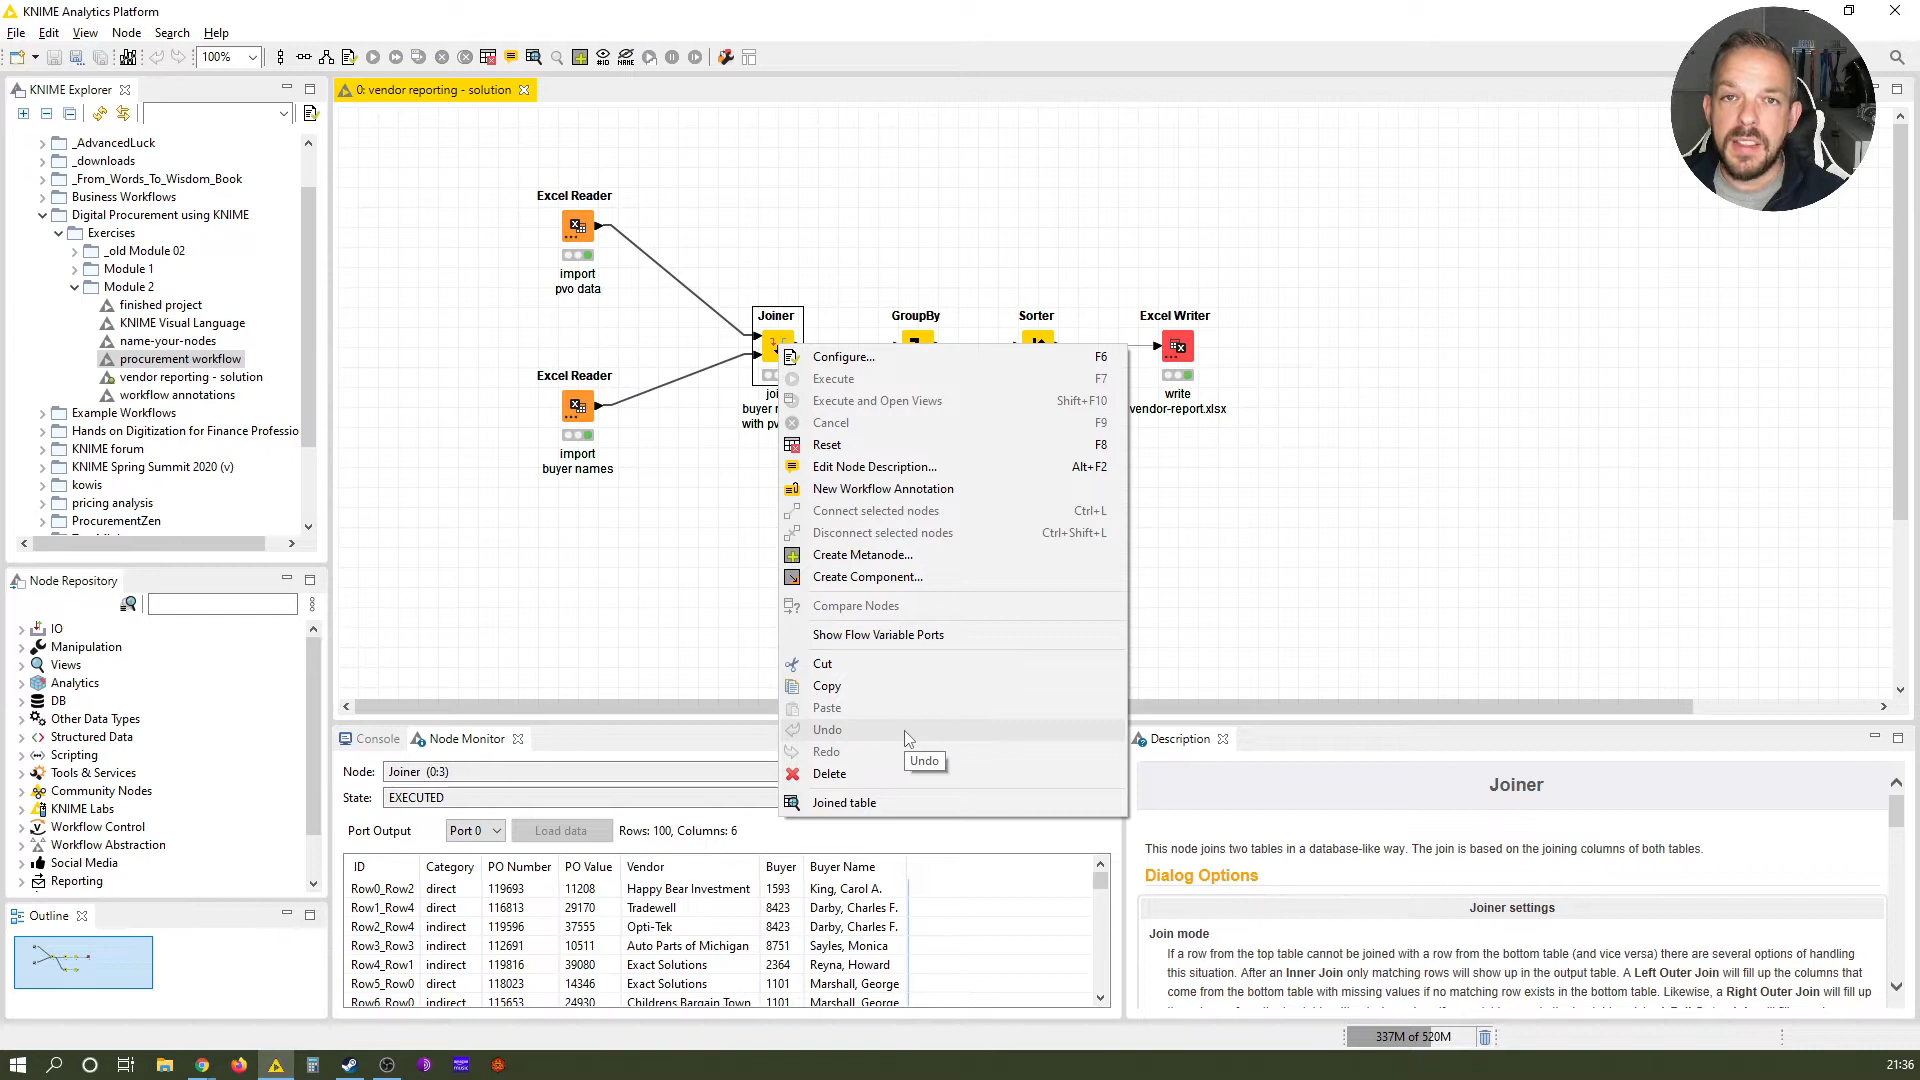 KNIME Analytics Platform
File Edit View Node Search Help
100%
KNIME Explorer
0: vendor reporting - solution
_AdvancedLuck
_downloads
_From_Words_To_Wisdom_Book
Business Workflows
Digital Procurement using KNIME
Exercises
_old Module 02
Module 1
Module 2
finished project
KNIME Visual Language
name-your-nodes
procurement workflow
vendor reporting - solution
workflow annotations
Example Workflows
Hands on Digitization for Finance Professio
KNIME forum
KNIME Spring Summit 2020 (v)
kowis
pricing analysis
ProcurementZen
Excel Reader
import
pvo data
Excel Reader
import
buyer names
Joiner
joi
buyer
with pv
GroupBy
Sorter
Excel Writer
write
vendor-report.xlsx
Configure... F6
Execute F7
Execute and Open Views Shift+F10
Cancel F9
Reset F8
Edit Node Description... Alt+F2
New Workflow Annotation
Connect selected nodes Ctrl+L
Disconnect selected nodes Ctrl+Shift+L
Create Metanode...
Create Component...
Compare Nodes
Show Flow Variable Ports
Cut
Copy
Paste
Undo
Redo
Delete
Joined table
Undo
Node Repository
IO
Manipulation
Views
Analytics
DB
Other Data Types
Structured Data
Scripting
Tools & Services
Community Nodes
KNIME Labs
Workflow Control
Workflow Abstraction
Social Media
Reporting
Outline
Console Node Monitor
Node: Joiner (0:3)
State: EXECUTED
Port Output Port 0 Load data Rows: 100, Columns: 6
ID Category PO Number PO Value Vendor Buyer Buyer Name
Row0_Row2 direct 119693 11208 Happy Bear Investment 1593 King, Carol A.
Row1_Row4 direct 116813 29170 Tradewell 8423 Darby, Charles F.
Row2_Row4 indirect 119596 37555 Opti-Tek 8423 Darby, Charles F.
Row3_Row3 indirect 112691 10511 Auto Parts of Michigan 8751 Sayles, Monica
Row4_Row1 indirect 119816 39080 Exact Solutions 2364 Reyna, Howard
Row5_Row0 direct 118023 14346 Exact Solutions 1101 Marshall, George
Row6_Row0 indirect 115653 24930 Childrens Bargain Town 1101 Marshall, George
Description
Joiner
This node joins two tables in a database-like way. The join is based on the joining columns of both tables.
Dialog Options
Joiner settings
Join mode
If a row from the top table cannot be joined with a row from the bottom table (and vice versa) there are several options of handling
this situation. After an Inner Join only matching rows will show up in the output table. A Left Outer Join will fill up the columns that
come from the bottom table with missing values if no matching row exists in the bottom table. Likewise, a Right Outer Join will fill up
337M of 520M
21:36